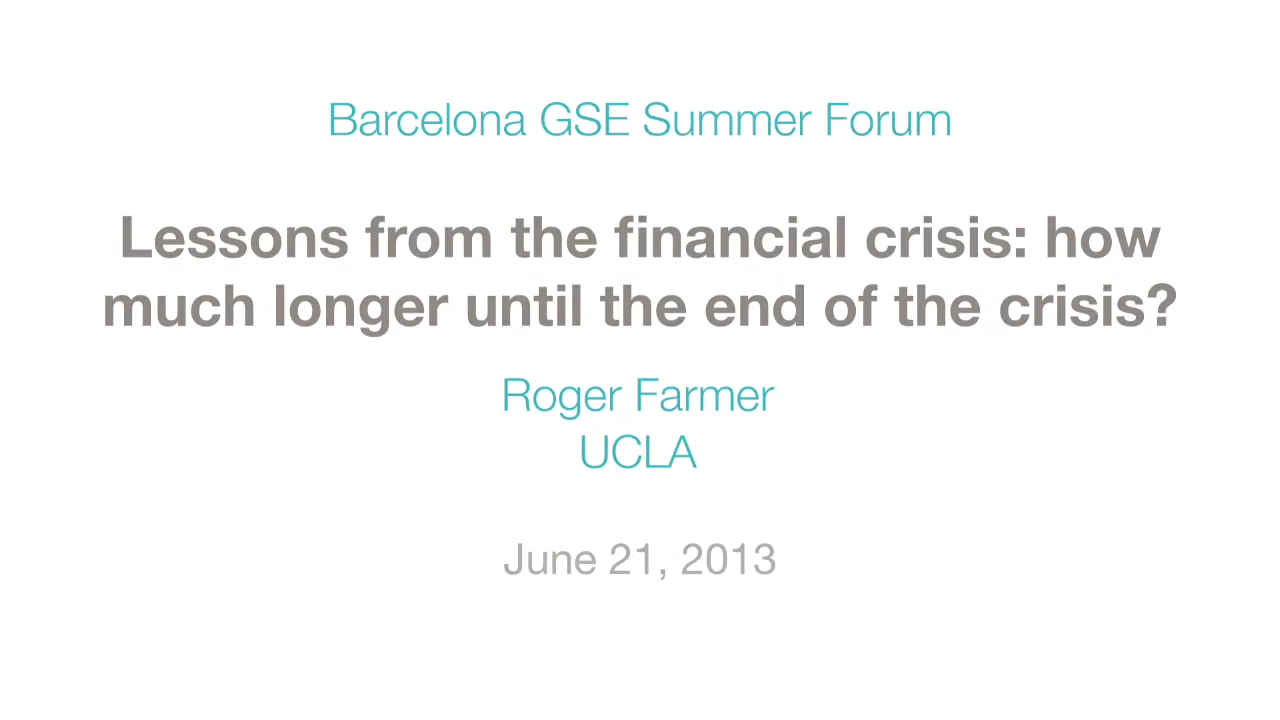 Barcelona GSE Summer Forum
Lessons from the financial crisis: how
much longer until the end of the crisis?
Roger Farmer
UCLA
June 21, 2013